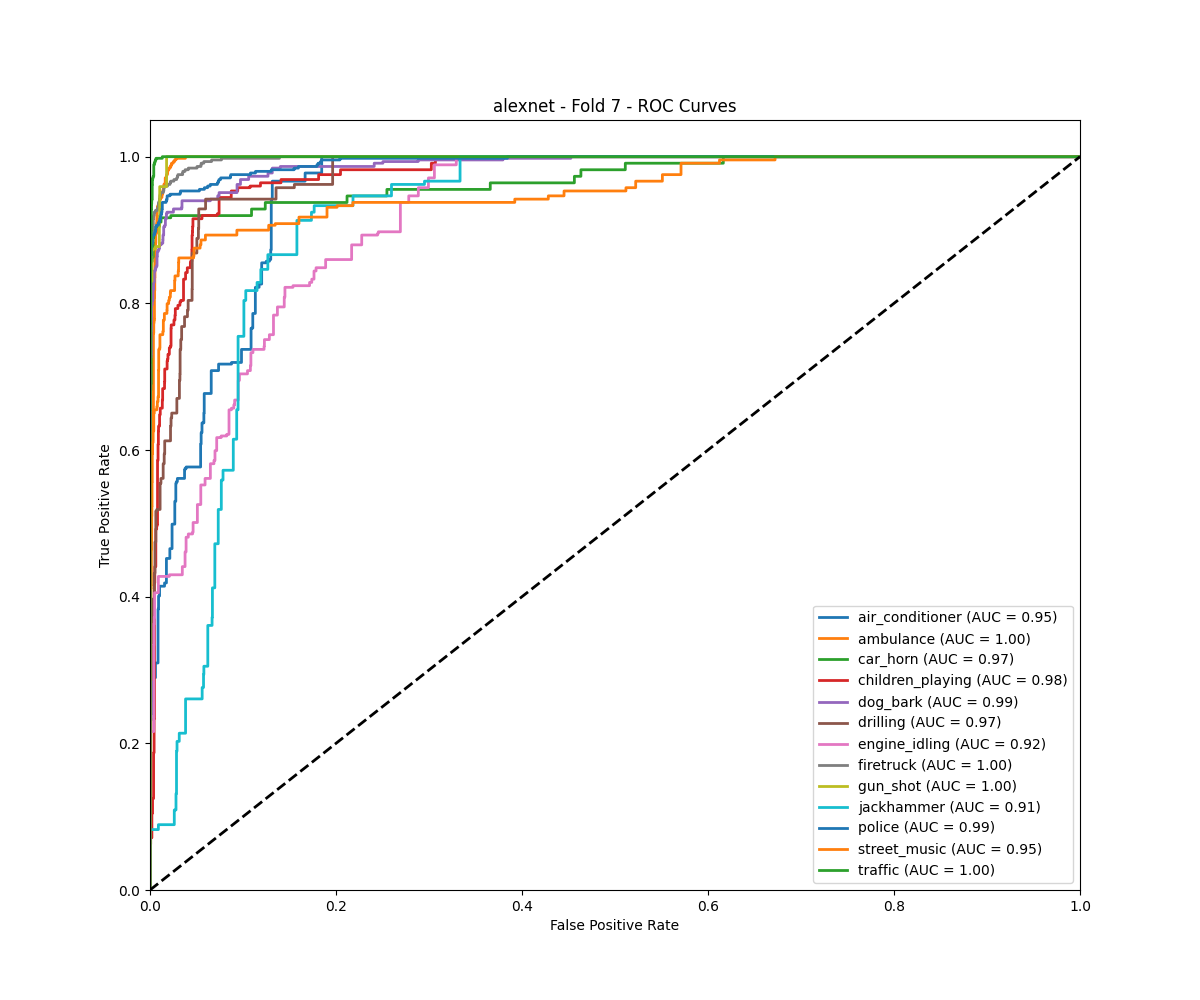 alexnet - Fold 7 - ROC Curves
True Positive Rate
1.0
0.8
0.6
0.4
0.2
0.0
0.0 0.2 0.4 0.6 0.8 1.0
False Positive Rate
air_conditioner (AUC = 0.95)
ambulance (AUC = 1.00)
car_horn (AUC = 0.97)
children_playing (AUC = 0.98)
dog_bark (AUC = 0.99)
drilling (AUC = 0.97)
engine_idling (AUC = 0.92)
firetruck (AUC = 1.00)
gun_shot (AUC = 1.00)
jackhammer (AUC = 0.91)
police (AUC = 0.99)
street_music (AUC = 0.95)
traffic (AUC = 1.00)